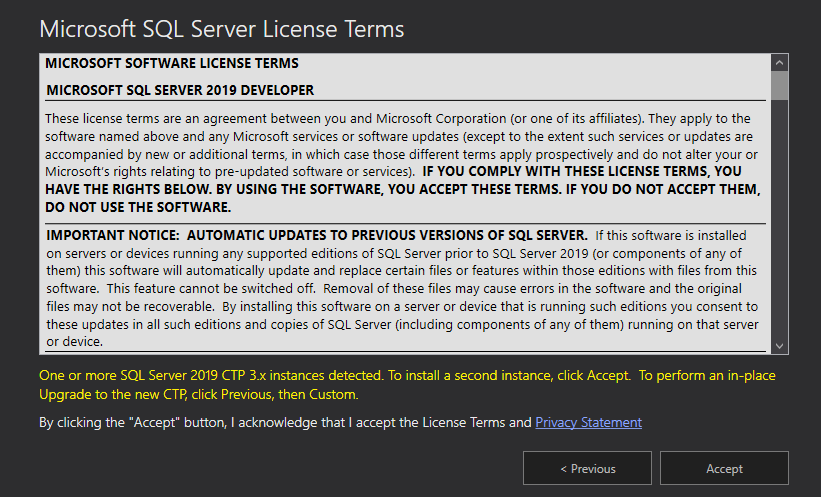 Microsoft SQL Server License Terms
MICROSOFT SOFTWARE LICENSE TERMS
MICROSOFT SQL SERVER 2019 DEVELOPER
These license terms are an agreement between you and Microsoft Corporation (or one of its affiliates). They apply to the
software named above and any Microsoft services or software updates (except to the extent such services or updates are
accompanied by new or additional terms, in which case those different terms apply prospectively and do not alter your or
Microsoft's rights relating to pre-updated software or services). IF YOU COMPLY WITH THESE LICENSE TERMS, YOU
HAVE THE RIGHTS BELOW. BY USING THE SOFTWARE, YOU ACCEPT THESE TERMS. IF YOU DO NOT ACCEPT THEM,
DO NOT USE THE SOFTWARE.
IMPORTANT NOTICE: AUTOMATIC UPDATES TO PREVIOUS VERSIONS OF SQL SERVER. If this software is installed
on servers or devices running any supported editions of SQL Server prior to SQL Server 2019 (or components of any of
them) this software will automatically update and replace certain files or features within those editions with files from this
software. This feature cannot be switched off. Removal of these files may cause errors in the software and the original
files may not be recoverable. By installing this software on a server or device that is running such editions you consent to
these updates in all such editions and copies of SQL Server (including components of any of them) running on that server
or device.
One or more SQL Server 2019 CTP 3.x instances detected. To install a second instance, click Accept. To perform an in-place
Upgrade to the new CTP, click Previous, then Custom.
By clicking the "Accept" button, I acknowledge that I accept the License Terms and Privacy Statement
< Previous
Accept